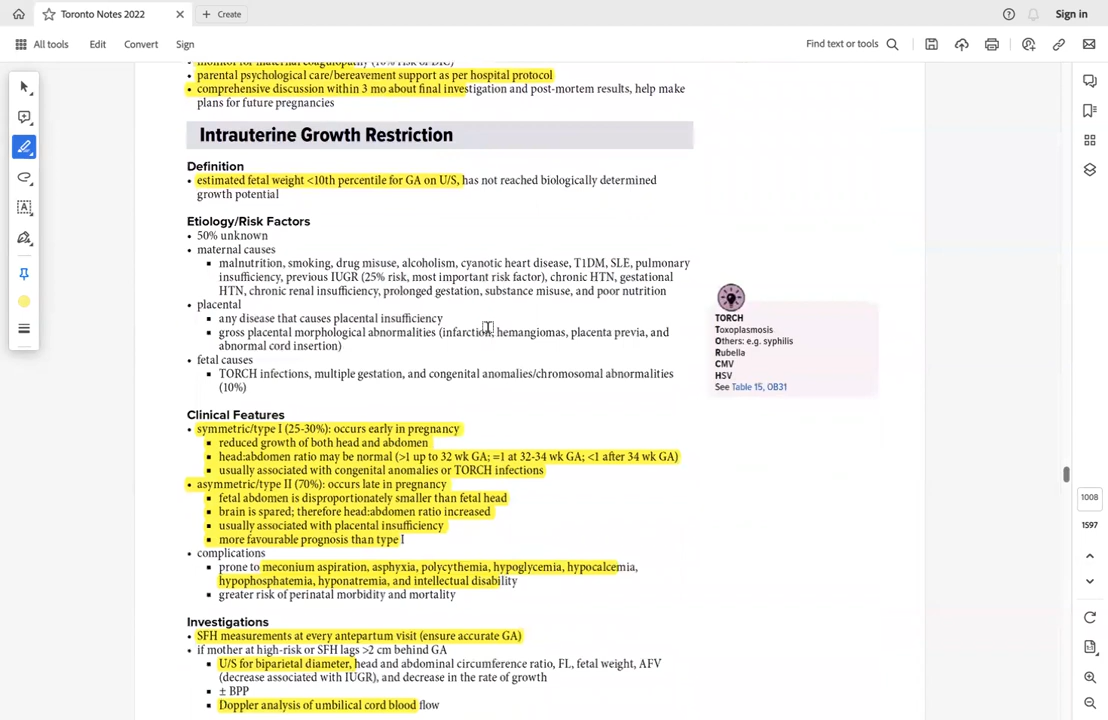 Toronto Notes 2022
Create
Sign in
All tools
Edit
Convert
Sign
Find text or tools
• monitor for maternal coagulopathy (10% risk of DIC)
• parental psychological care/bereavement support as per hospital protocol
• comprehensive discussion within 3 mo about final investigation and post-mortem results, help make
plans for future pregnancies
Intrauterine Growth Restriction
Definition
• estimated fetal weight <10th percentile for GA on U/S, has not reached biologically determined
growth potential
Etiology/Risk Factors
• 50% unknown
• maternal causes
▪ malnutrition, smoking, drug misuse, alcoholism, cyanotic heart disease, T1DM, SLE, pulmonary
insufficiency, previous IUGR (25% risk, most important risk factor), chronic HTN, gestational
HTN, chronic renal insufficiency, prolonged gestation, substance misuse, and poor nutrition
• placental
▪ any disease that causes placental insufficiency
▪ gross placental morphological abnormalities (infarction, hemangiomas, placenta previa, and
abnormal cord insertion)
• fetal causes
▪ TORCH infections, multiple gestation, and congenital anomalies/chromosomal abnormalities
(10%)
TORCH
Toxoplasmosis
Others: e.g. syphilis
Rubella
CMV
HSV
See Table 15, OB31
Clinical Features
• symmetric/type I (25-30%): occurs early in pregnancy
▪ reduced growth of both head and abdomen
▪ head:abdomen ratio may be normal (>1 up to 32 wk GA; =1 at 32-34 wk GA; <1 after 34 wk GA)
▪ usually associated with congenital anomalies or TORCH infections
• asymmetric/type II (70%): occurs late in pregnancy
▪ fetal abdomen is disproportionately smaller than fetal head
▪ brain is spared; therefore head:abdomen ratio increased
▪ usually associated with placental insufficiency
▪ more favourable prognosis than type I
• complications
▪ prone to meconium aspiration, asphyxia, polycythemia, hypoglycemia, hypocalcemia,
hypophosphatemia, hyponatremia, and intellectual disability
▪ greater risk of perinatal morbidity and mortality
Investigations
• SFH measurements at every antepartum visit (ensure accurate GA)
• if mother at high-risk or SFH lags >2 cm behind GA
▪ U/S for biparietal diameter, head and abdominal circumference ratio, FL, fetal weight, AFV
(decrease associated with IUGR), and decrease in the rate of growth
▪ ± BPP
▪ Doppler analysis of umbilical cord blood flow
1008
1597